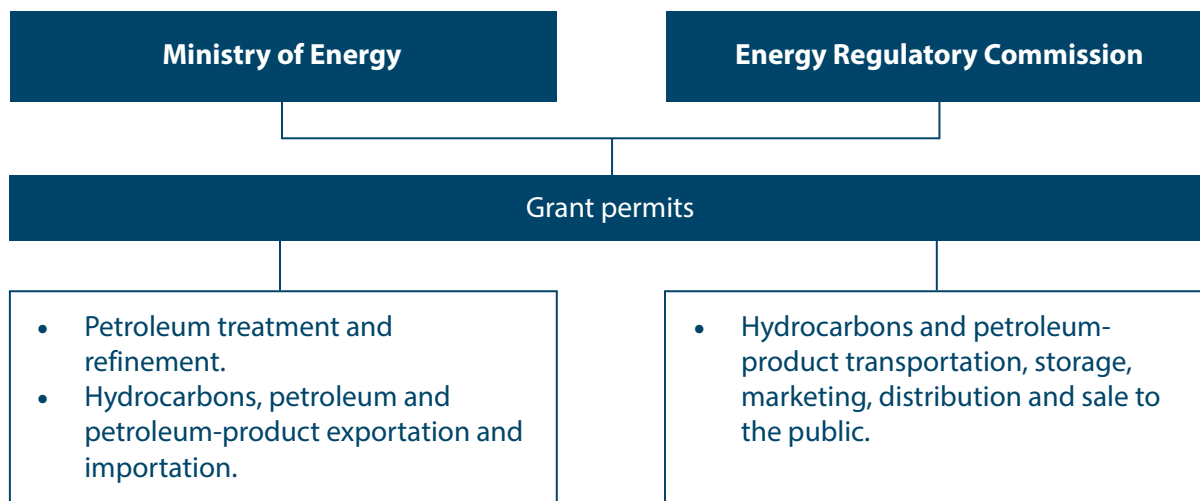 Ministry of Energy
Energy Regulatory Commission
Grant permits
• Petroleum treatment and
refinement.
• Hydrocarbons, petroleum and
petroleum-product exportation and
importation.
• Hydrocarbons and petroleum-
product transportation, storage,
marketing, distribution and sale to
the public.